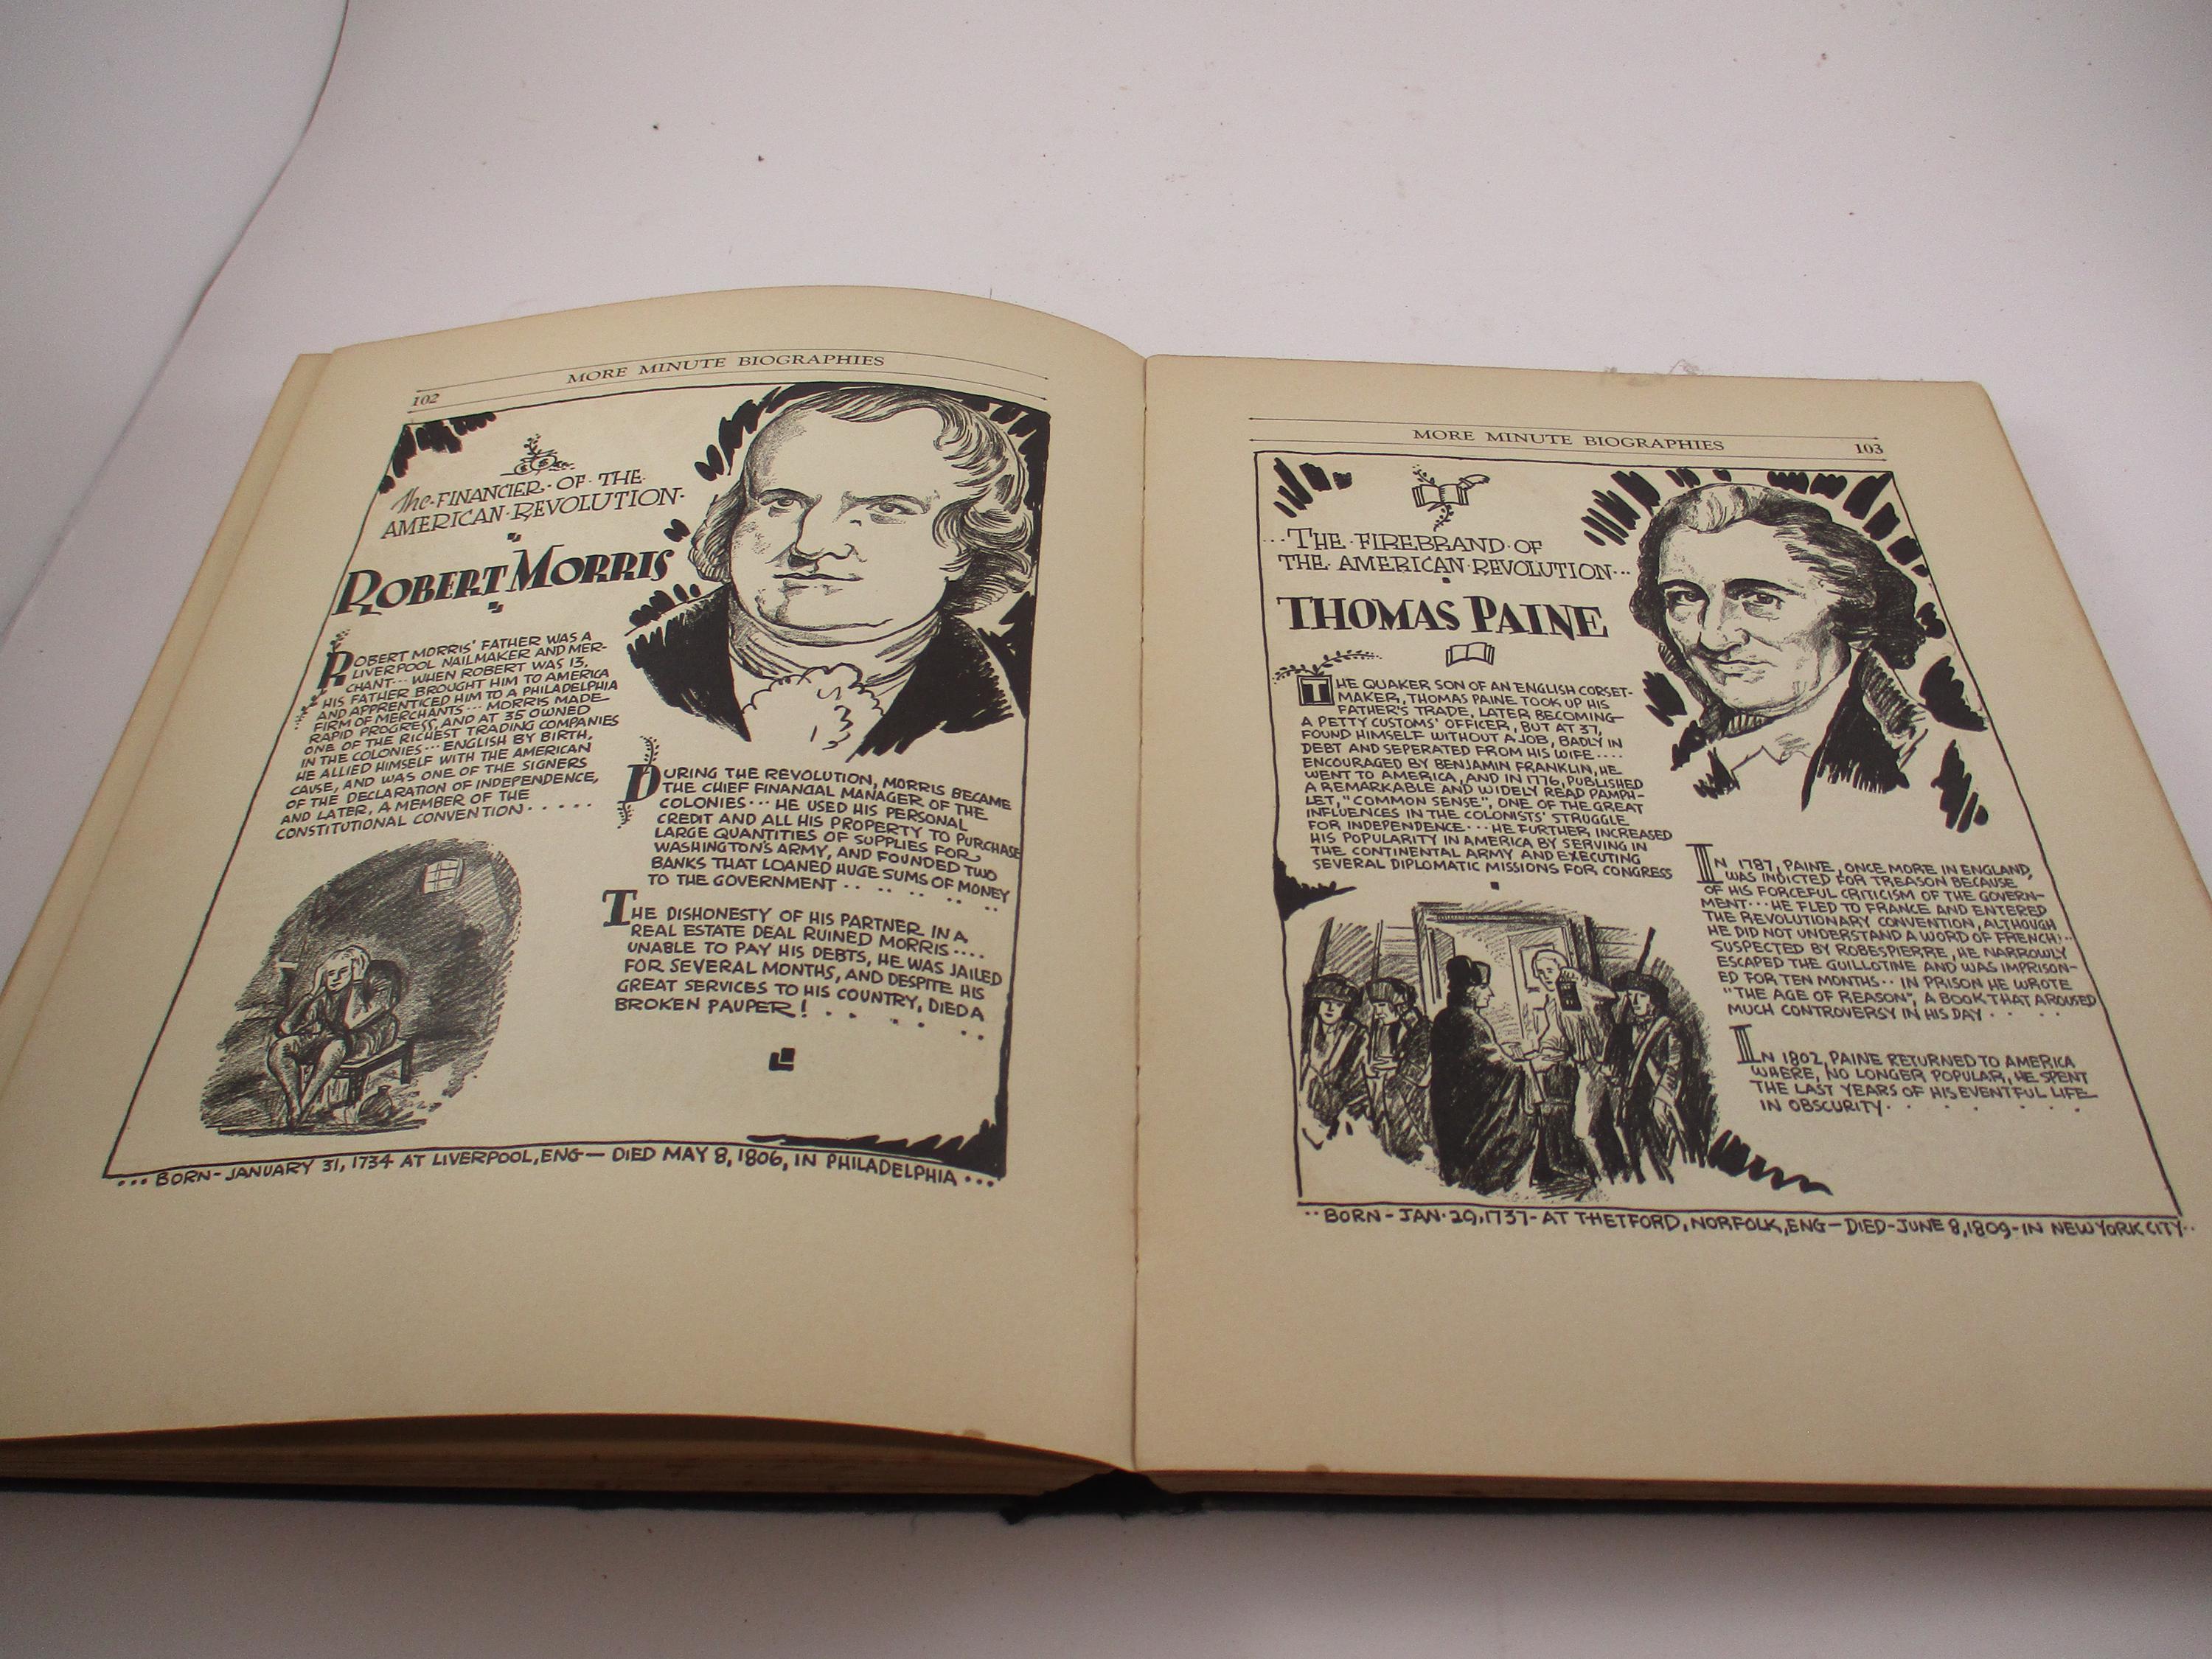 MORE MINUTE BIOGRAPHIES
102
The · FINANCIER · OF · THE
AMERICAN · REVOLUTION ·
ROBERT MORRIS
ROBERT MORRIS' FATHER WAS A
LIVERPOOL NAILMAKER AND MER-
CHANT··· WHEN ROBERT WAS 13,
HIS FATHER BROUGHT HIM TO AMERICA
AND APPRENTICED HIM TO A PHILADELPHIA
FIRM OF MERCHANTS··· MORRIS MADE
RAPID PROGRESS, AND AT 35 OWNED
ONE OF THE RICHEST TRADING COMPANIES
IN THE COLONIES··· ENGLISH BY BIRTH,
HE ALLIED HIMSELF WITH THE AMERICAN
CAUSE, AND WAS ONE OF THE SIGNERS
OF THE DECLARATION OF INDEPENDENCE,
AND LATER, A MEMBER OF THE
CONSTITUTIONAL CONVENTION · · · · ·
DURING THE REVOLUTION, MORRIS BECAME
THE CHIEF FINANCIAL MANAGER OF THE
COLONIES··· HE USED HIS PERSONAL
CREDIT AND ALL HIS PROPERTY TO PURCHASE
LARGE QUANTITIES OF SUPPLIES FOR
WASHINGTON'S ARMY, AND FOUNDED TWO
BANKS THAT LOANED HUGE SUMS OF MONEY
TO THE GOVERNMENT ·· ·· ·· ·· ··
THE DISHONESTY OF HIS PARTNER IN A
REAL ESTATE DEAL RUINED MORRIS····
UNABLE TO PAY HIS DEBTS, HE WAS JAILED
FOR SEVERAL MONTHS, AND DESPITE HIS
GREAT SERVICES TO HIS COUNTRY, DIED A
BROKEN PAUPER! · · · · · ··
··· BORN - JANUARY 31, 1734 AT LIVERPOOL, ENG — DIED MAY 8, 1806, IN PHILADELPHIA ···
MORE MINUTE BIOGRAPHIES
103
··· THE · FIREBRAND · OF
THE · AMERICAN · REVOLUTION ···
THOMAS PAINE
THE QUAKER SON OF AN ENGLISH CORSET-
MAKER, THOMAS PAINE TOOK UP HIS
FATHER'S TRADE, LATER BECOMING
A PETTY CUSTOMS' OFFICER, BUT AT 37,
FOUND HIMSELF WITHOUT A JOB, BADLY IN
DEBT AND SEPERATED FROM HIS WIFE····
ENCOURAGED BY BENJAMIN FRANKLIN, HE
WENT TO AMERICA, AND IN 1776, PUBLISHED
A REMARKABLE AND WIDELY READ PAMPH-
LET, "COMMON SENSE", ONE OF THE GREAT
INFLUENCES IN THE COLONISTS' STRUGGLE
FOR INDEPENDENCE··· HE FURTHER INCREASED
HIS POPULARITY IN AMERICA BY SERVING IN
THE CONTINENTAL ARMY AND EXECUTING
SEVERAL DIPLOMATIC MISSIONS FOR CONGRESS
IN 1787, PAINE, ONCE MORE IN ENGLAND,
WAS INDICTED FOR TREASON BECAUSE
OF HIS FORCEFUL CRITICISM OF THE GOVERN-
MENT··· HE FLED TO FRANCE AND ENTERED
THE REVOLUTIONARY CONVENTION, ALTHOUGH
HE DID NOT UNDERSTAND A WORD OF FRENCH!··
SUSPECTED BY ROBESPIERRE, HE NARROWLY
ESCAPED THE GUILLOTINE AND WAS IMPRISON-
ED FOR TEN MONTHS·· IN PRISON HE WROTE
"THE AGE OF REASON", A BOOK THAT AROUSED
MUCH CONTROVERSY IN HIS DAY · · · ·
IN 1802, PAINE RETURNED TO AMERICA
WHERE, NO LONGER POPULAR, HE SPENT
THE LAST YEARS OF HIS EVENTFUL LIFE
IN OBSCURITY · · · · · ·
·· BORN - JAN · 29, 1737 - AT THETFORD, NORFOLK, ENG — DIED - JUNE 8, 1809 - IN NEW YORK CITY ··